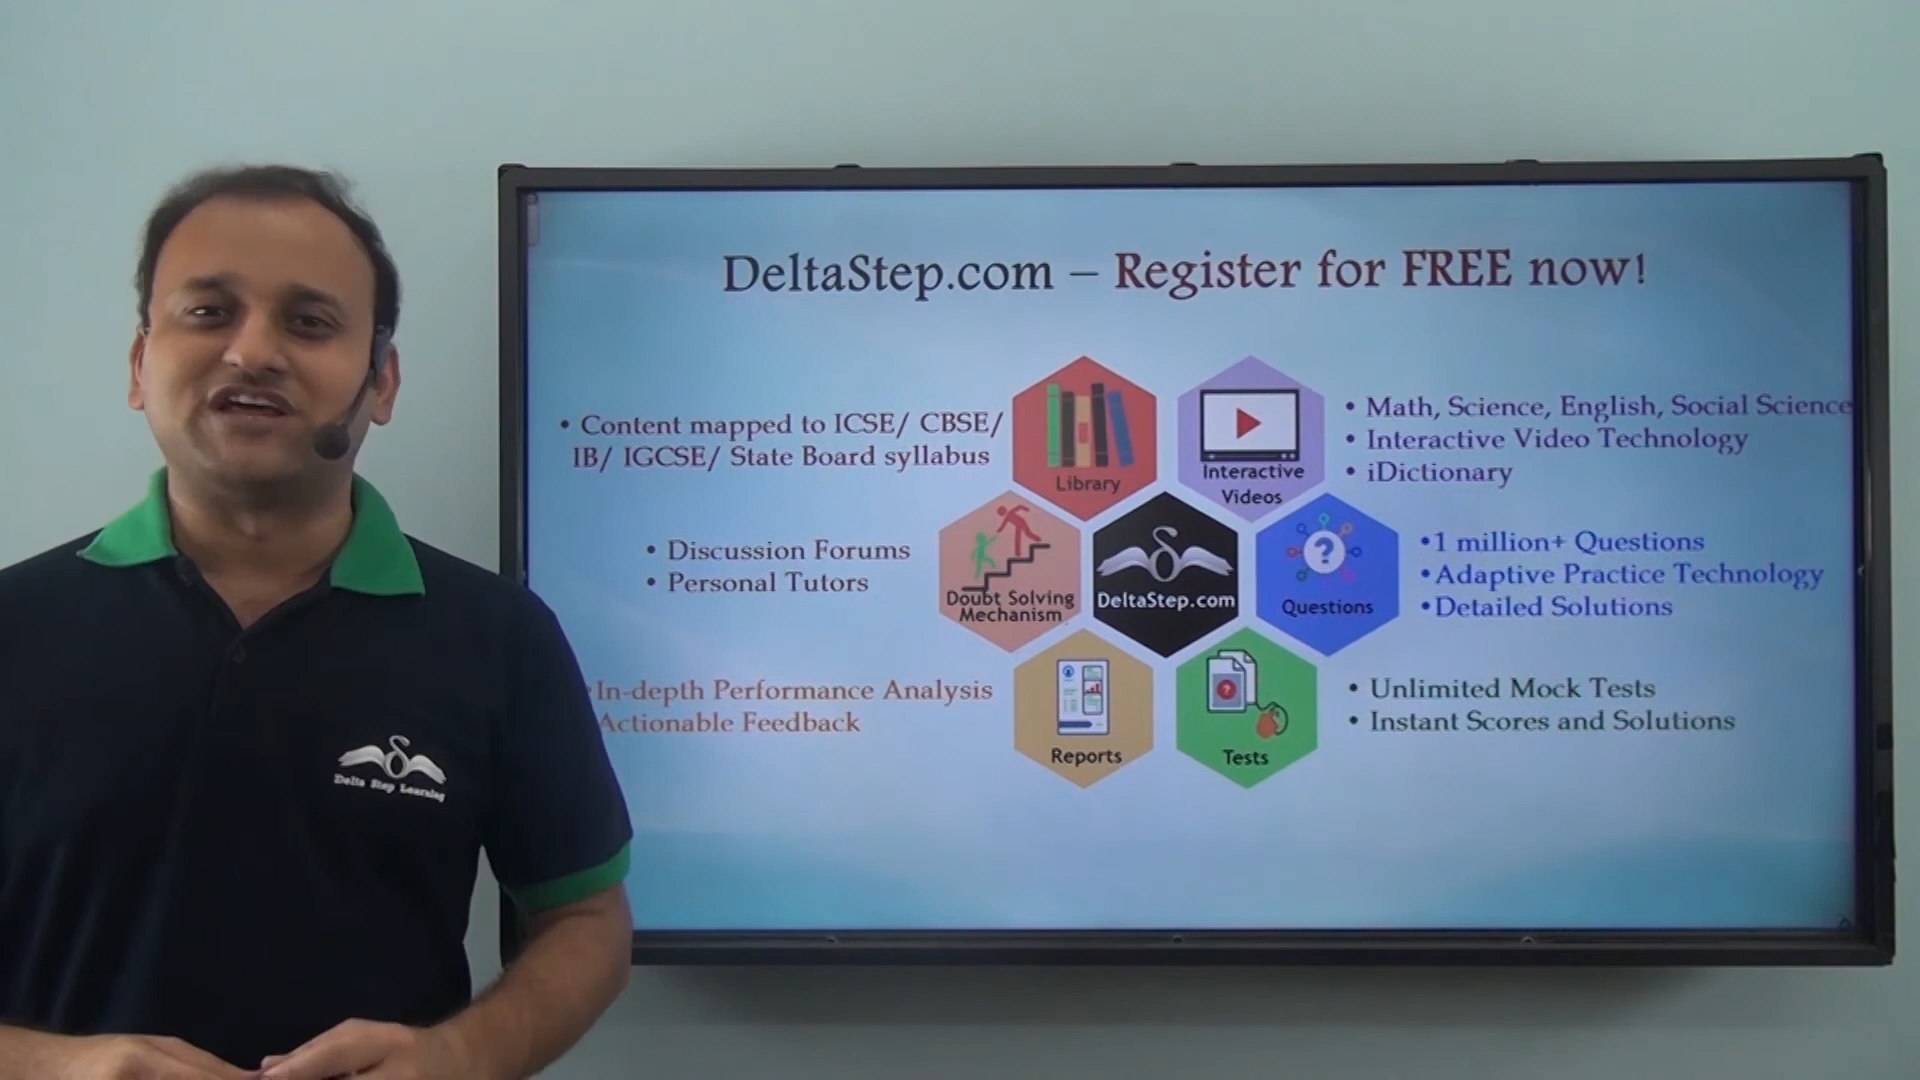 DeltaStep.com – Register for FREE now!
• Content mapped to ICSE/ CBSE/
IB/ IGCSE/ State Board syllabus
Library
Interactive
Videos
• Math, Science, English, Social Science
• Interactive Video Technology
• iDictionary
• Discussion Forums
• Personal Tutors
Doubt Solving
Mechanism
DeltaStep.com
?
Questions
•1 million+ Questions
•Adaptive Practice Technology
•Detailed Solutions
•In-depth Performance Analysis
Actionable Feedback
Reports
?
Tests
• Unlimited Mock Tests
• Instant Scores and Solutions
Delta Step Learning